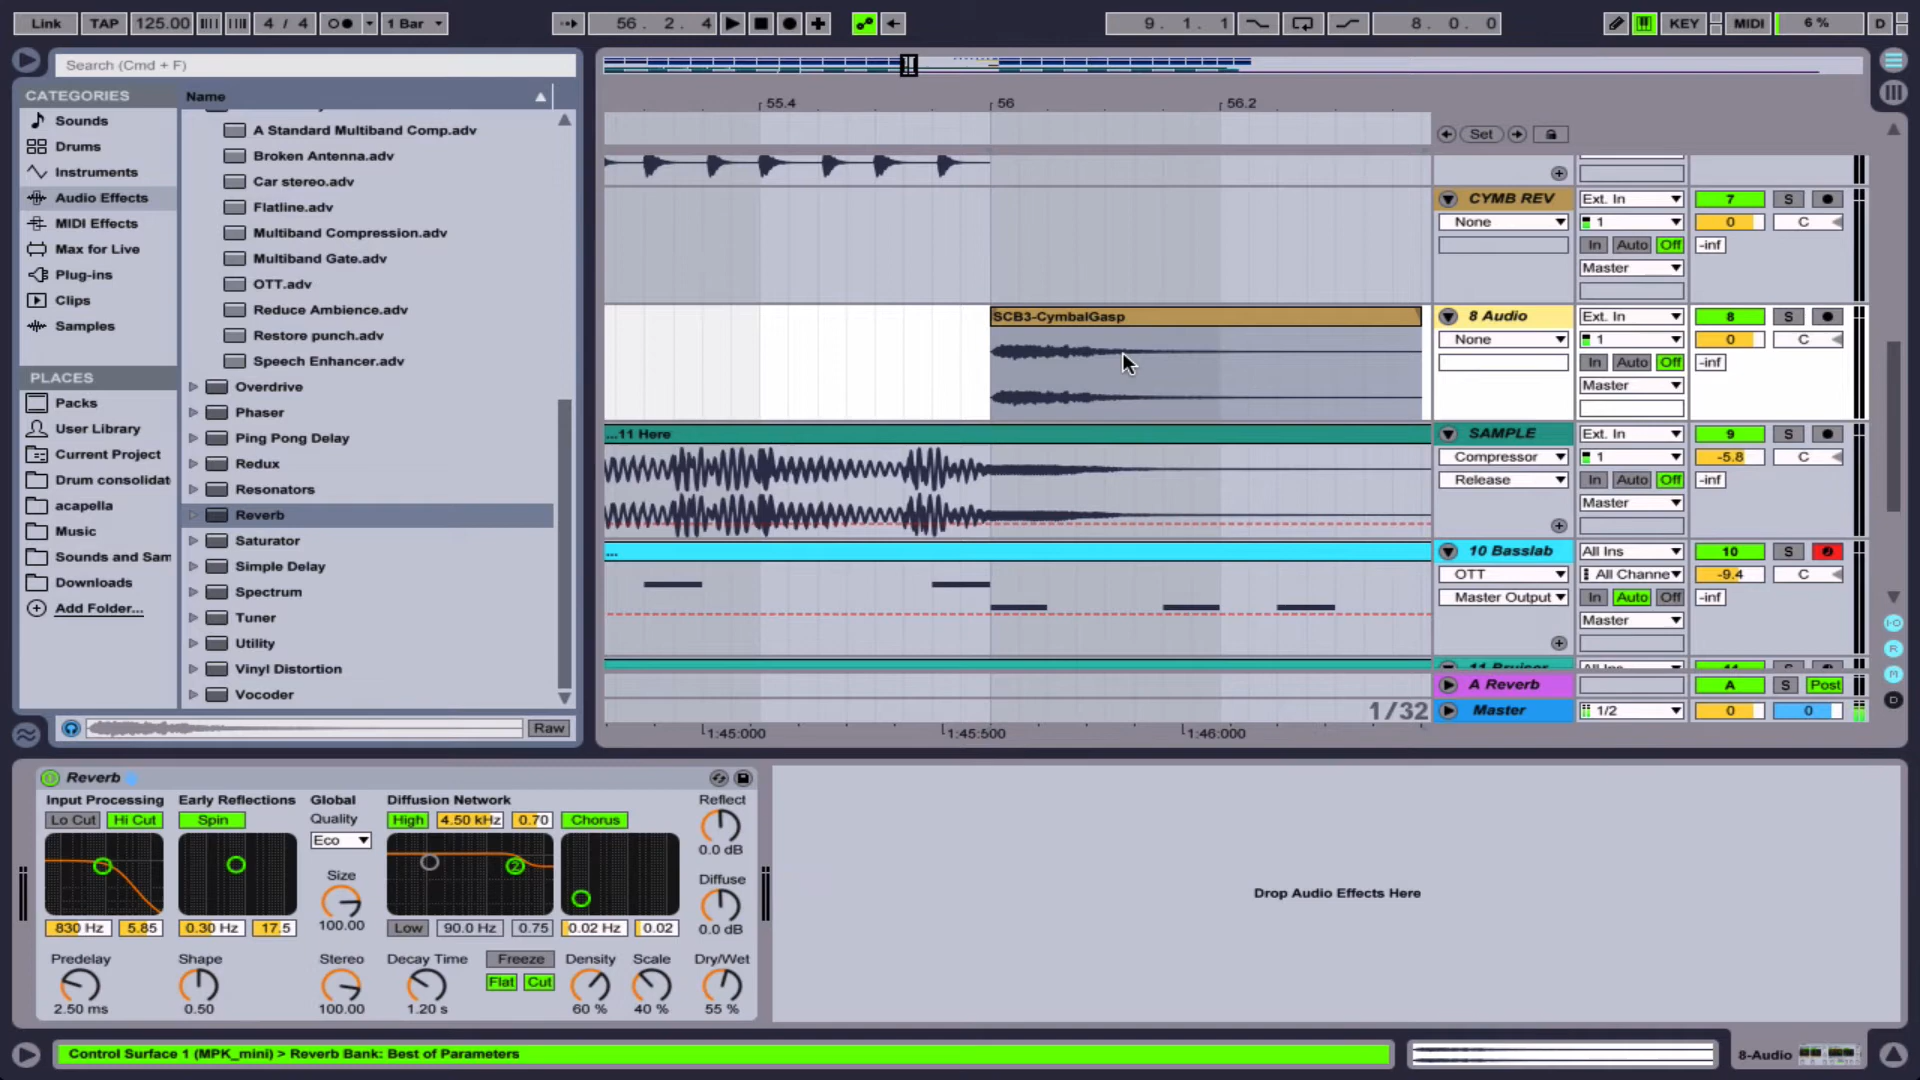 Link TAP 125.00 4 / 4 1 Bar 56 . 2 . 4 9 . 1 . 1 8 . 0 . 0 KEY MIDI 6 % D
Search (Cmd + F)
CATEGORIES
Sounds
Drums
Instruments
Audio Effects
MIDI Effects
Max for Live
Plug-ins
Clips
Samples
PLACES
Packs
User Library
Current Project
Drum consolidat
acapella
Music
Sounds and Sam
Downloads
Add Folder...
Name
A Standard Multiband Comp.adv
Broken Antenna.adv
Car stereo.adv
Flatline.adv
Multiband Compression.adv
Multiband Gate.adv
OTT.adv
Reduce Ambience.adv
Restore punch.adv
Speech Enhancer.adv
Overdrive
Phaser
Ping Pong Delay
Redux
Resonators
Reverb
Saturator
Simple Delay
Spectrum
Tuner
Utility
Vinyl Distortion
Vocoder
Raw
55.4 56 56.2
Set
CYMB REV Ext. In 7 S
None 1 0 C
In Auto Off -inf
Master
SCB3-CymbalGasp
8 Audio Ext. In 8 S
None 1 0 C
In Auto Off -inf
Master
...11 Here
SAMPLE Ext. In 9 S
Compressor 1 -5.8 C
Release In Auto Off -inf
Master
...
10 Basslab All Ins 10 S
OTT All Channe -9.4 C
Master Output In Auto Off -inf
Master
A Reverb A S Post
1/32
Master 1/2 0 0
1:45:000 1:45:500 1:46:000
Reverb
Input Processing Early Reflections Global Diffusion Network Reflect
Lo Cut Hi Cut Spin Quality High 4.50 kHz 0.70 Chorus
Eco
0.0 dB
Size Diffuse
100.00
830 Hz 5.85 0.30 Hz 17.5 Low 90.0 Hz 0.75 0.02 Hz 0.02 0.0 dB
Predelay Shape Stereo Decay Time Freeze Density Scale Dry/Wet
Flat Cut
2.50 ms 0.50 100.00 1.20 s 60 % 40 % 55 %
Drop Audio Effects Here
Control Surface 1 (MPK_mini) > Reverb Bank: Best of Parameters
8-Audio